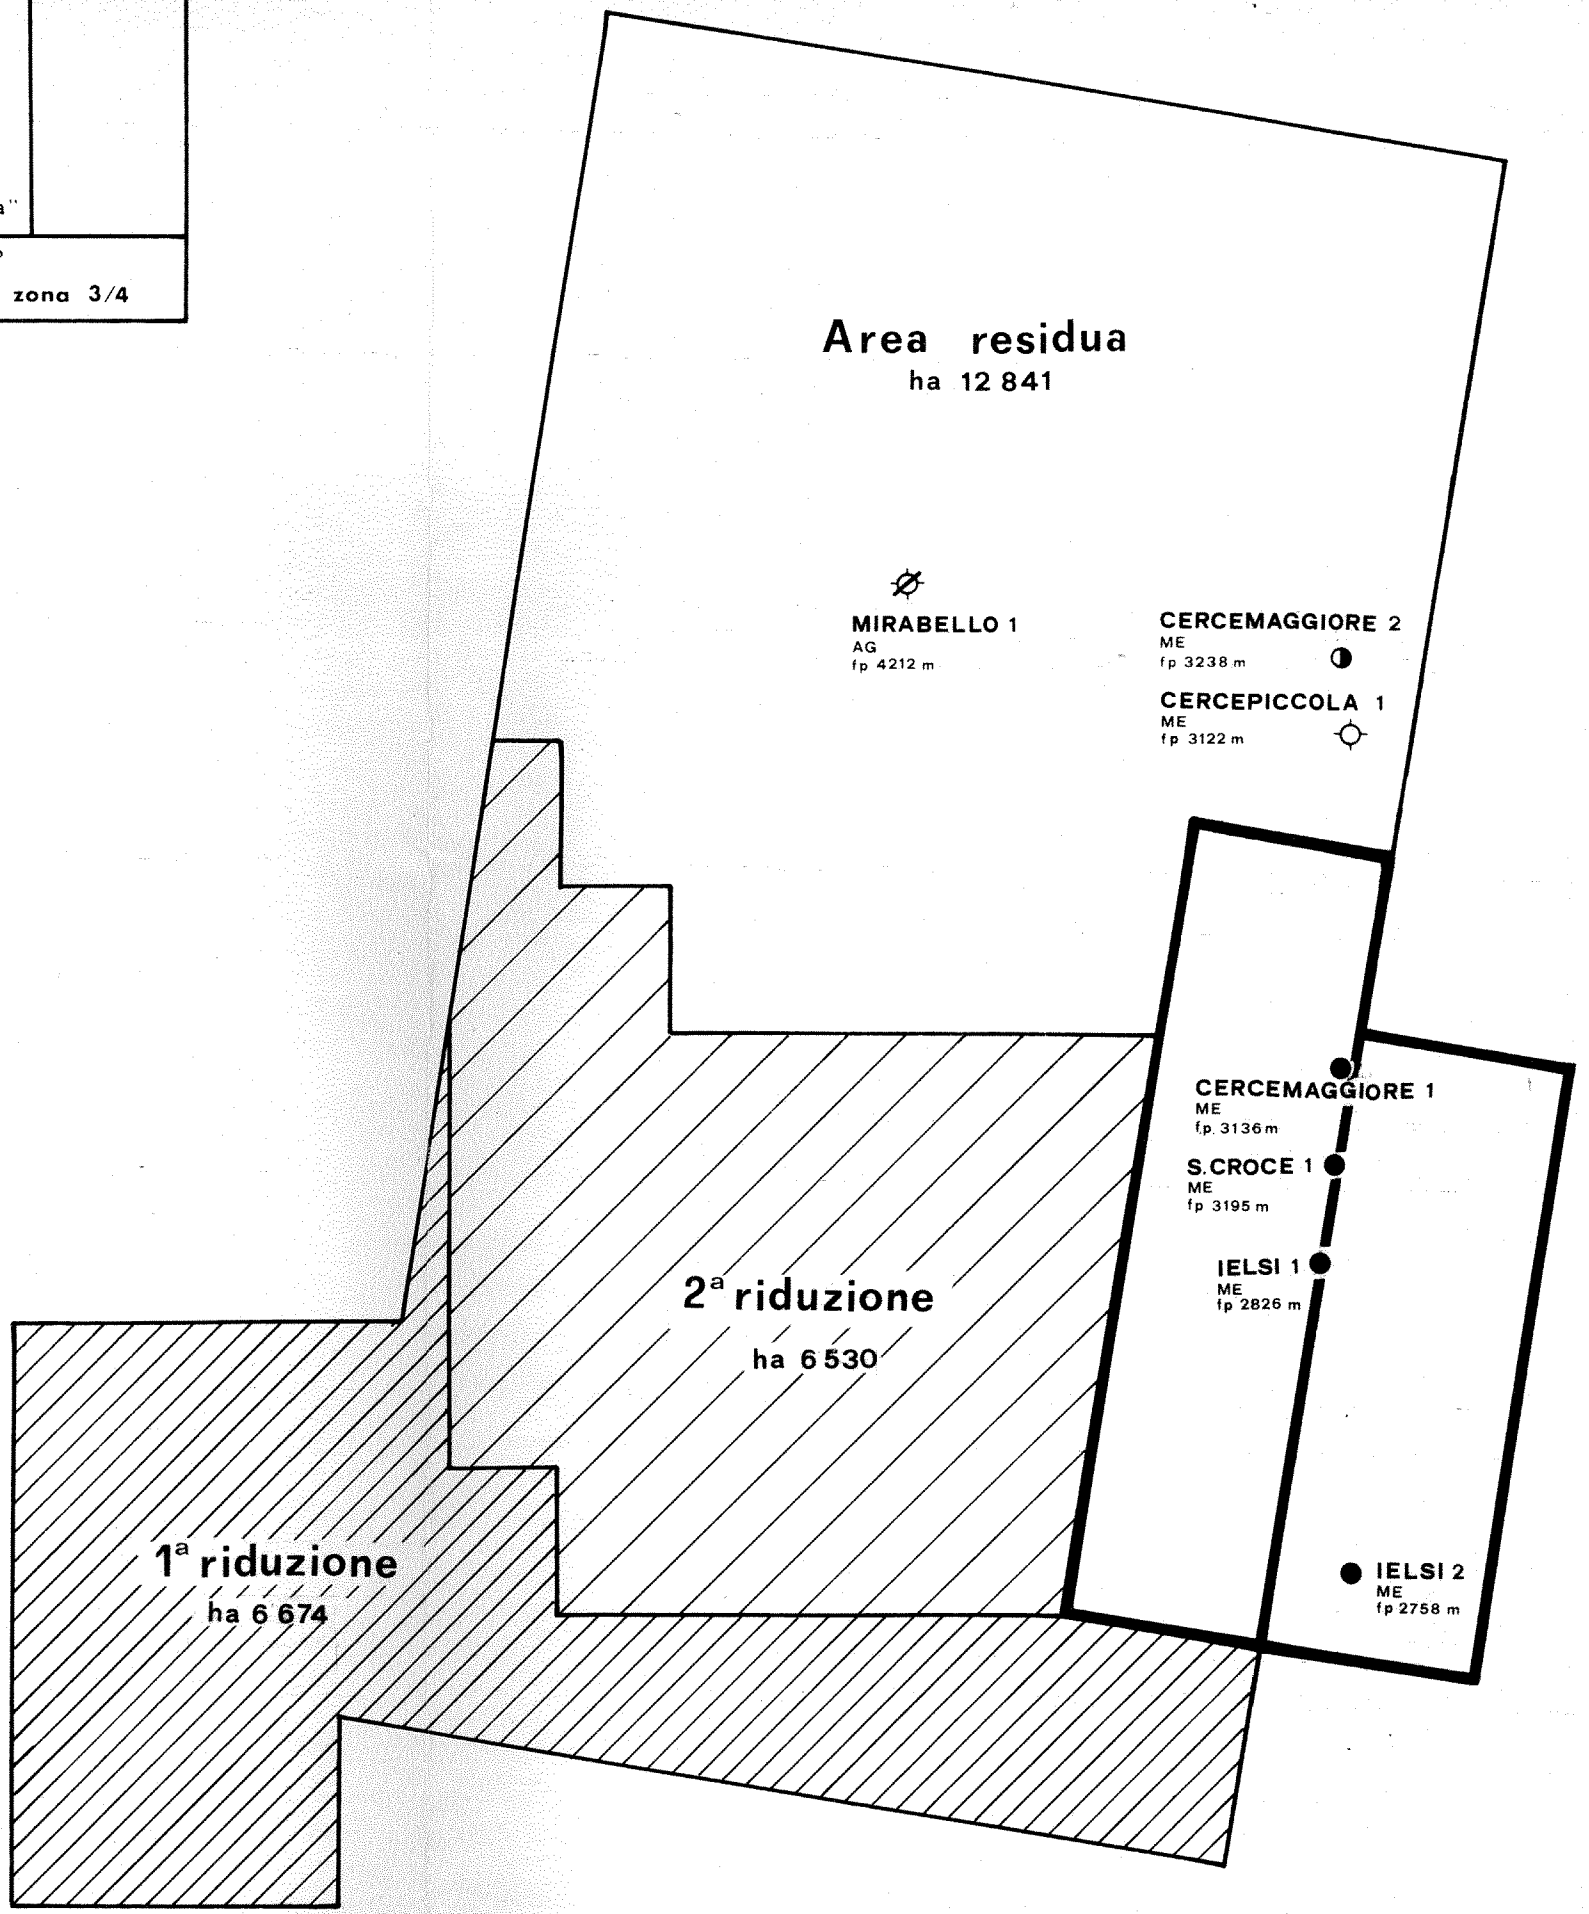 zona 3/4
Area residua
ha 12 841
MIRABELLO 1
AG
fp 4212 m
CERCEMAGGIORE 2
ME
fp 3238 m
CERCEPICCOLA 1
ME
fp 3122 m
CERCEMAGGIORE 1
ME
fp. 3136 m
S.CROCE 1
ME
fp 3195 m
IELSI 1
ME
fp 2826 m
2ª riduzione
ha 6 530
1ª riduzione
ha 6 674
IELSI 2
ME
fp 2758 m